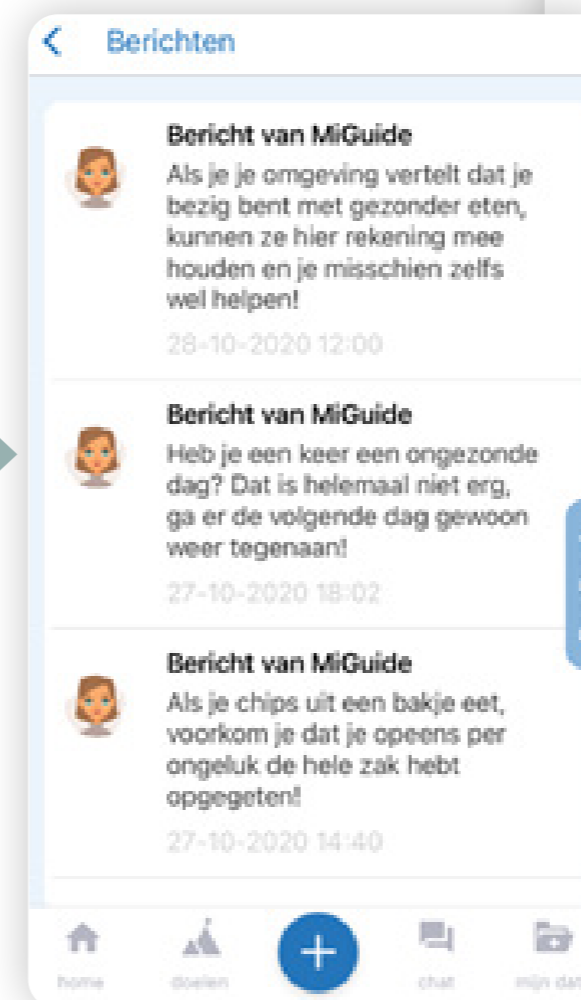 Berichten
Bericht van MiGuide
Als je je omgeving vertelt dat je
bezig bent met gezonder eten,
kunnen ze hier rekening mee
houden en je misschien zelfs
wel helpen!
28-10-2020 12:00
Bericht van MiGuide
Heb je een keer een ongezonde
dag? Dat is helemaal niet erg,
ga er de volgende dag gewoon
weer tegenaan!
27-10-2020 18:02
Bericht van MiGuide
Als je chips uit een bakje eet,
voorkom je dat je opeens per
ongeluk de hele zak hebt
opgegeten!
27-10-2020 14:40
home doelen chat mijn